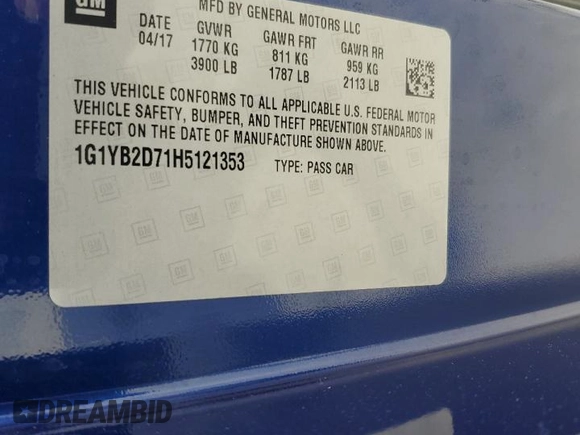 GM
MFD BY GENERAL MOTORS LLC
DATE GVWR GAWR FRT GAWR RR
04/17 1770 KG 811 KG 959 KG
3900 LB 1787 LB 2113 LB
THIS VEHICLE CONFORMS TO ALL APPLICABLE U.S. FEDERAL MOTOR
VEHICLE SAFETY, BUMPER, AND THEFT PREVENTION STANDARDS IN
EFFECT ON THE DATE OF MANUFACTURE SHOWN ABOVE.
1G1YB2D71H5121353 TYPE: PASS CAR
DREAMBID